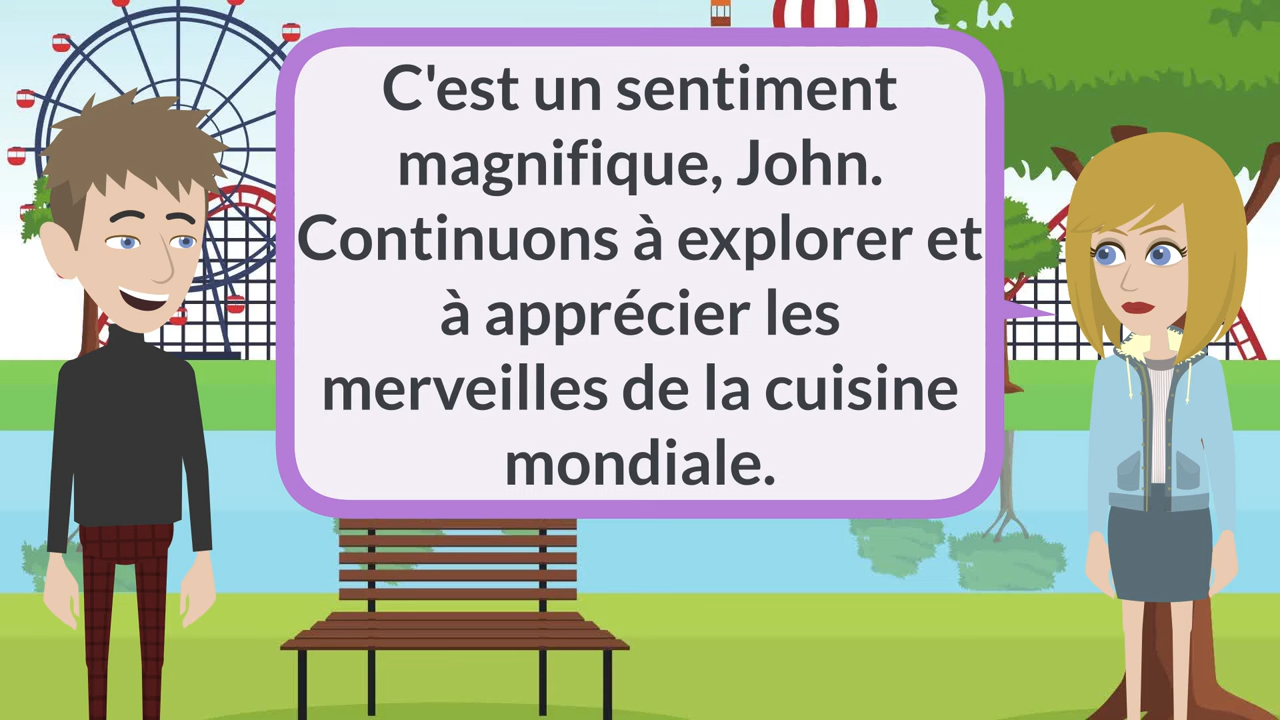 C'est un sentiment
magnifique, John.
Continuons à explorer et
à apprécier les
merveilles de la cuisine
mondiale.